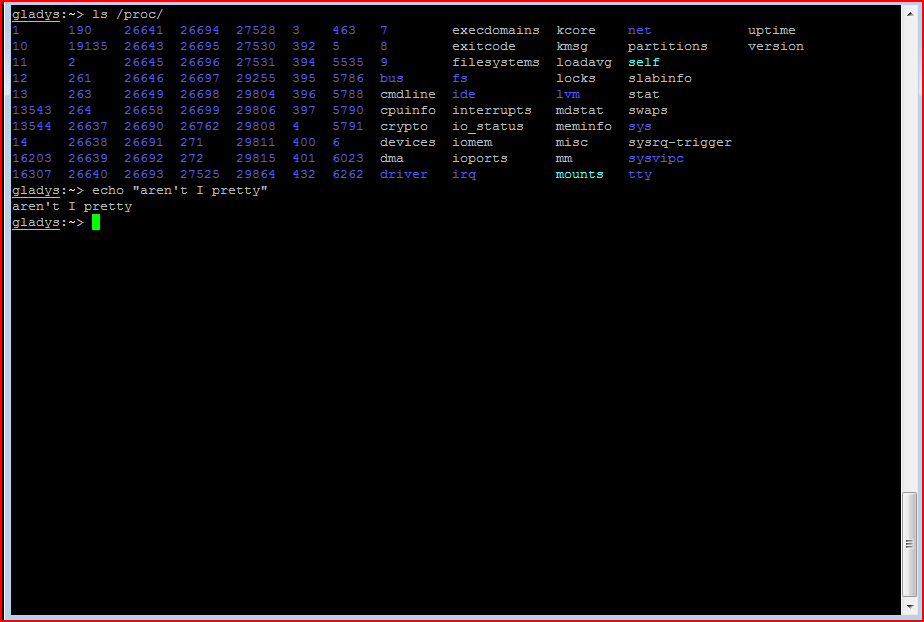 gladys:~> ls /proc/
1      190    26641  26694  27528  3    463   7        execdomains  kcore    net            uptime
10     19135  26643  26695  27530  392  5     8        exitcode     kmsg     partitions     version
11     2      26645  26696  27531  394  5535  9        filesystems  loadavg  self
12     261    26646  26697  29255  395  5786  bus      fs           locks    slabinfo
13     263    26649  26698  29804  396  5788  cmdline  ide          lvm      stat
13543  264    26658  26699  29806  397  5790  cpuinfo  interrupts   mdstat   swaps
13544  26637  26690  26762  29808  4    5791  crypto   io_status    meminfo  sys
14     26638  26691  271    29811  400  6     devices  iomem        misc     sysrq-trigger
16203  26639  26692  272    29815  401  6023  dma      ioports      mm       sysvipc
16307  26640  26693  27525  29864  432  6262  driver   irq          mounts   tty
gladys:~> echo "aren't I pretty"
aren't I pretty
gladys:~>